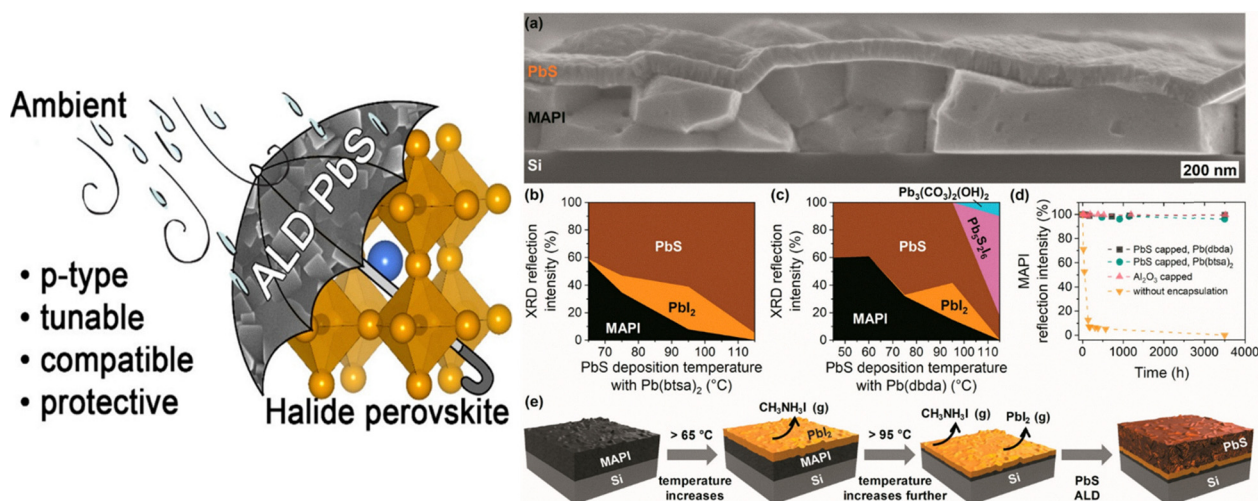 Ambient
ALD PbS
• p-type
• tunable
• compatible
• protective
Halide perovskite
(a)
PbS
MAPI
Si
200 nm
(b)
XRD reflection
intensity (%)
100
80
60
40
20
0
PbS
PbI₂
MAPI
70 80 90 100 110
PbS deposition temperature
with Pb(btsa)₂ (°C)
(c)
Pb₃(CO₃)₂(OH)₂
XRD reflection
intensity (%)
100
80
60
40
20
0
PbS
Pb₅S₂I₆
PbI₂
MAPI
50 60 70 80 90 100 110
PbS deposition temperature
with Pb(dbda) (°C)
(d)
MAPI
reflection intensity (%)
100
80
60
40
20
0
PbS capped, Pb(dbda)
PbS capped, Pb(btsa)₂
Al₂O₃ capped
without encapsulation
0 1000 2000 3000 4000
Time (h)
(e)
MAPI
Si
> 65 °C
temperature
increases
CH₃NH₃I (g)
PbI₂
MAPI
Si
> 95 °C
temperature
increases further
CH₃NH₃I (g)
PbI₂ (g)
Si
PbS
ALD
PbS
Si